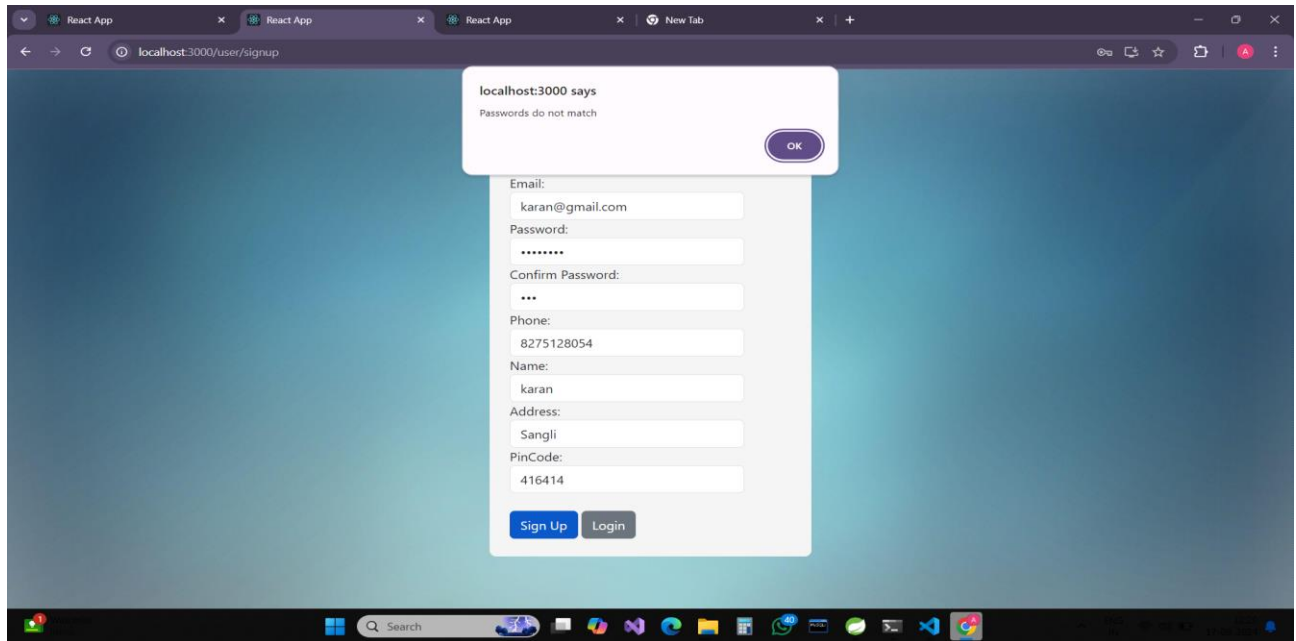 React App
React App
React App
New Tab
localhost:3000/user/signup
A
localhost:3000 says
Passwords do not match
OK
Email:
karan@gmail.com
Password:
••••••••
Confirm Password:
•••
Phone:
8275128054
Name:
karan
Address:
Sangli
PinCode:
416414
Sign Up
Login
1
Search
40